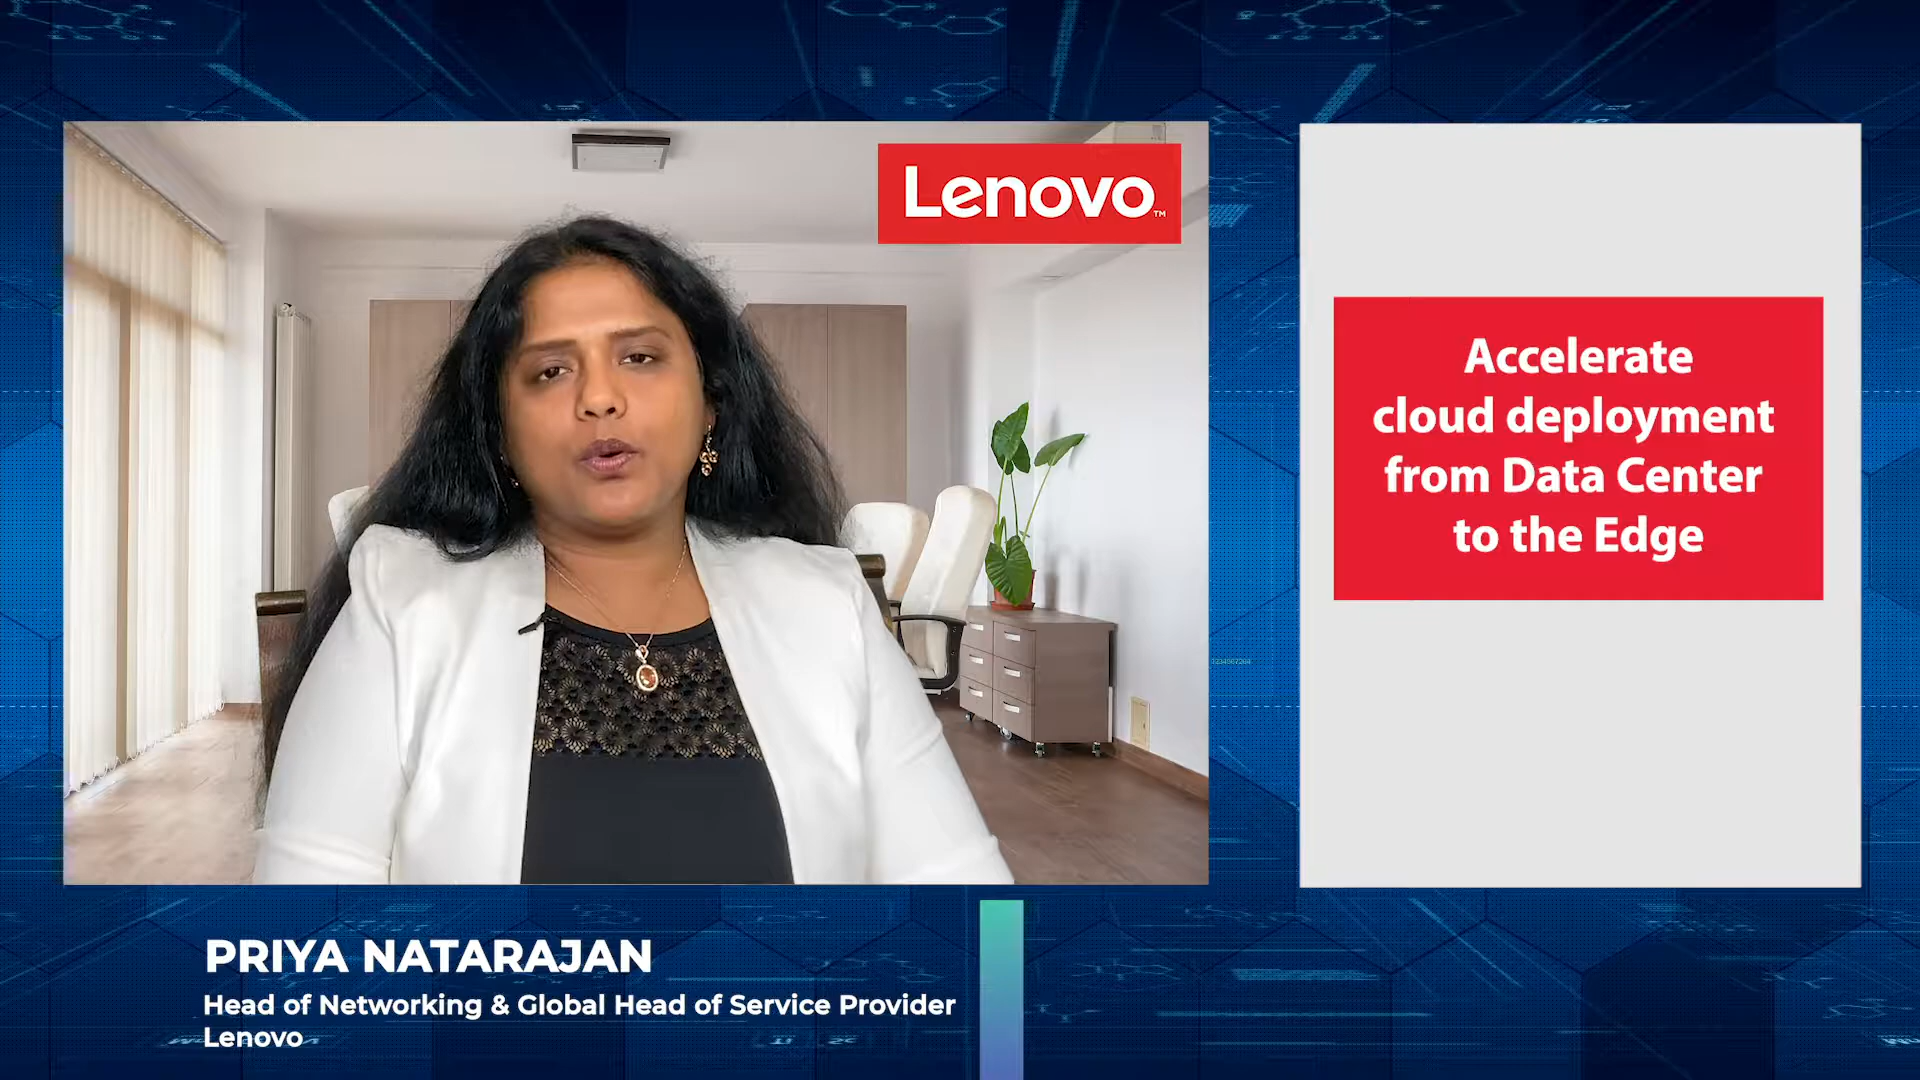 Lenovo™
Accelerate
cloud deployment
from Data Center
to the Edge
PRIYA NATARAJAN
Head of Networking & Global Head of Service Provider
Lenovo